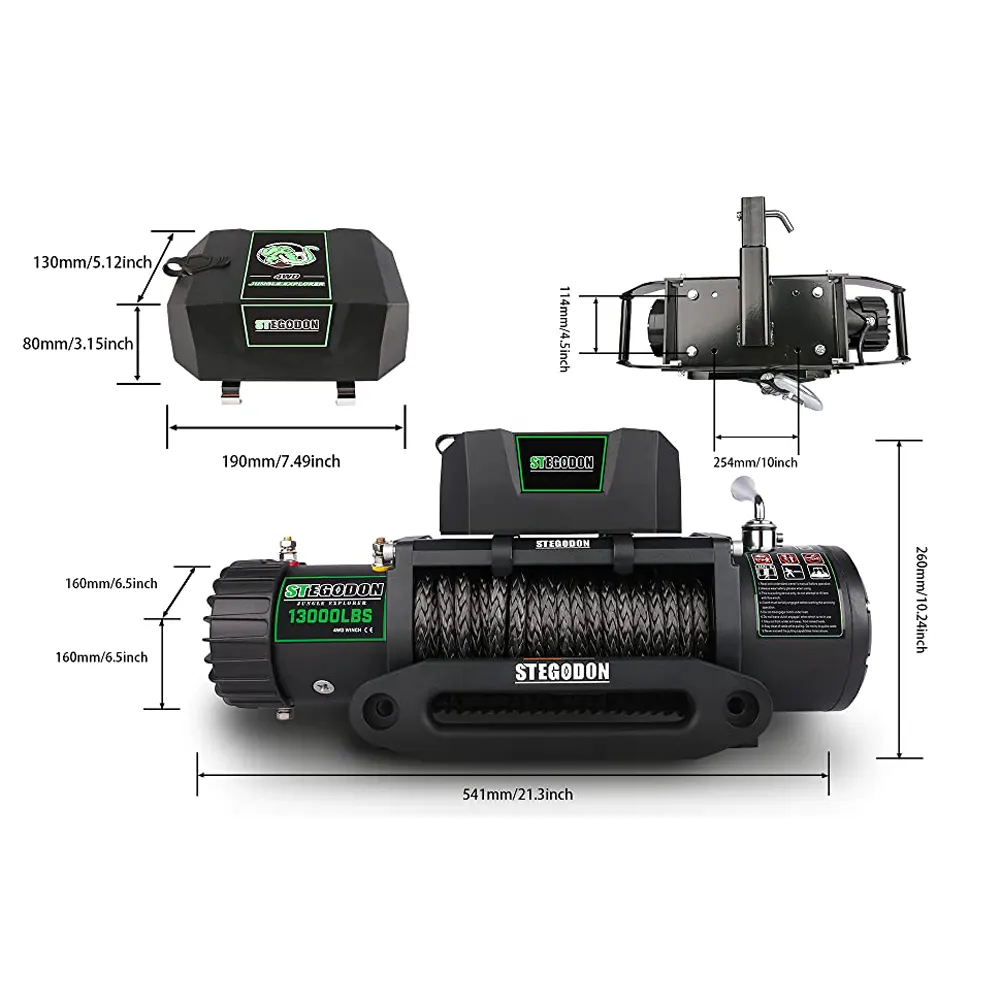 130mm/5.12inch
4WD
JUNGLE EXPLORER
STEGODON
80mm/3.15inch
190mm/7.49inch
114mm/4.5inch
254mm/10inch
STEGODON
STEGODON
160mm/6.5inch
STEGODON
JUNGLE EXPLORER
13000LBS
4WD WINCH CE
160mm/6.5inch
STEGODON
260mm/10.24inch
541mm/21.3inch